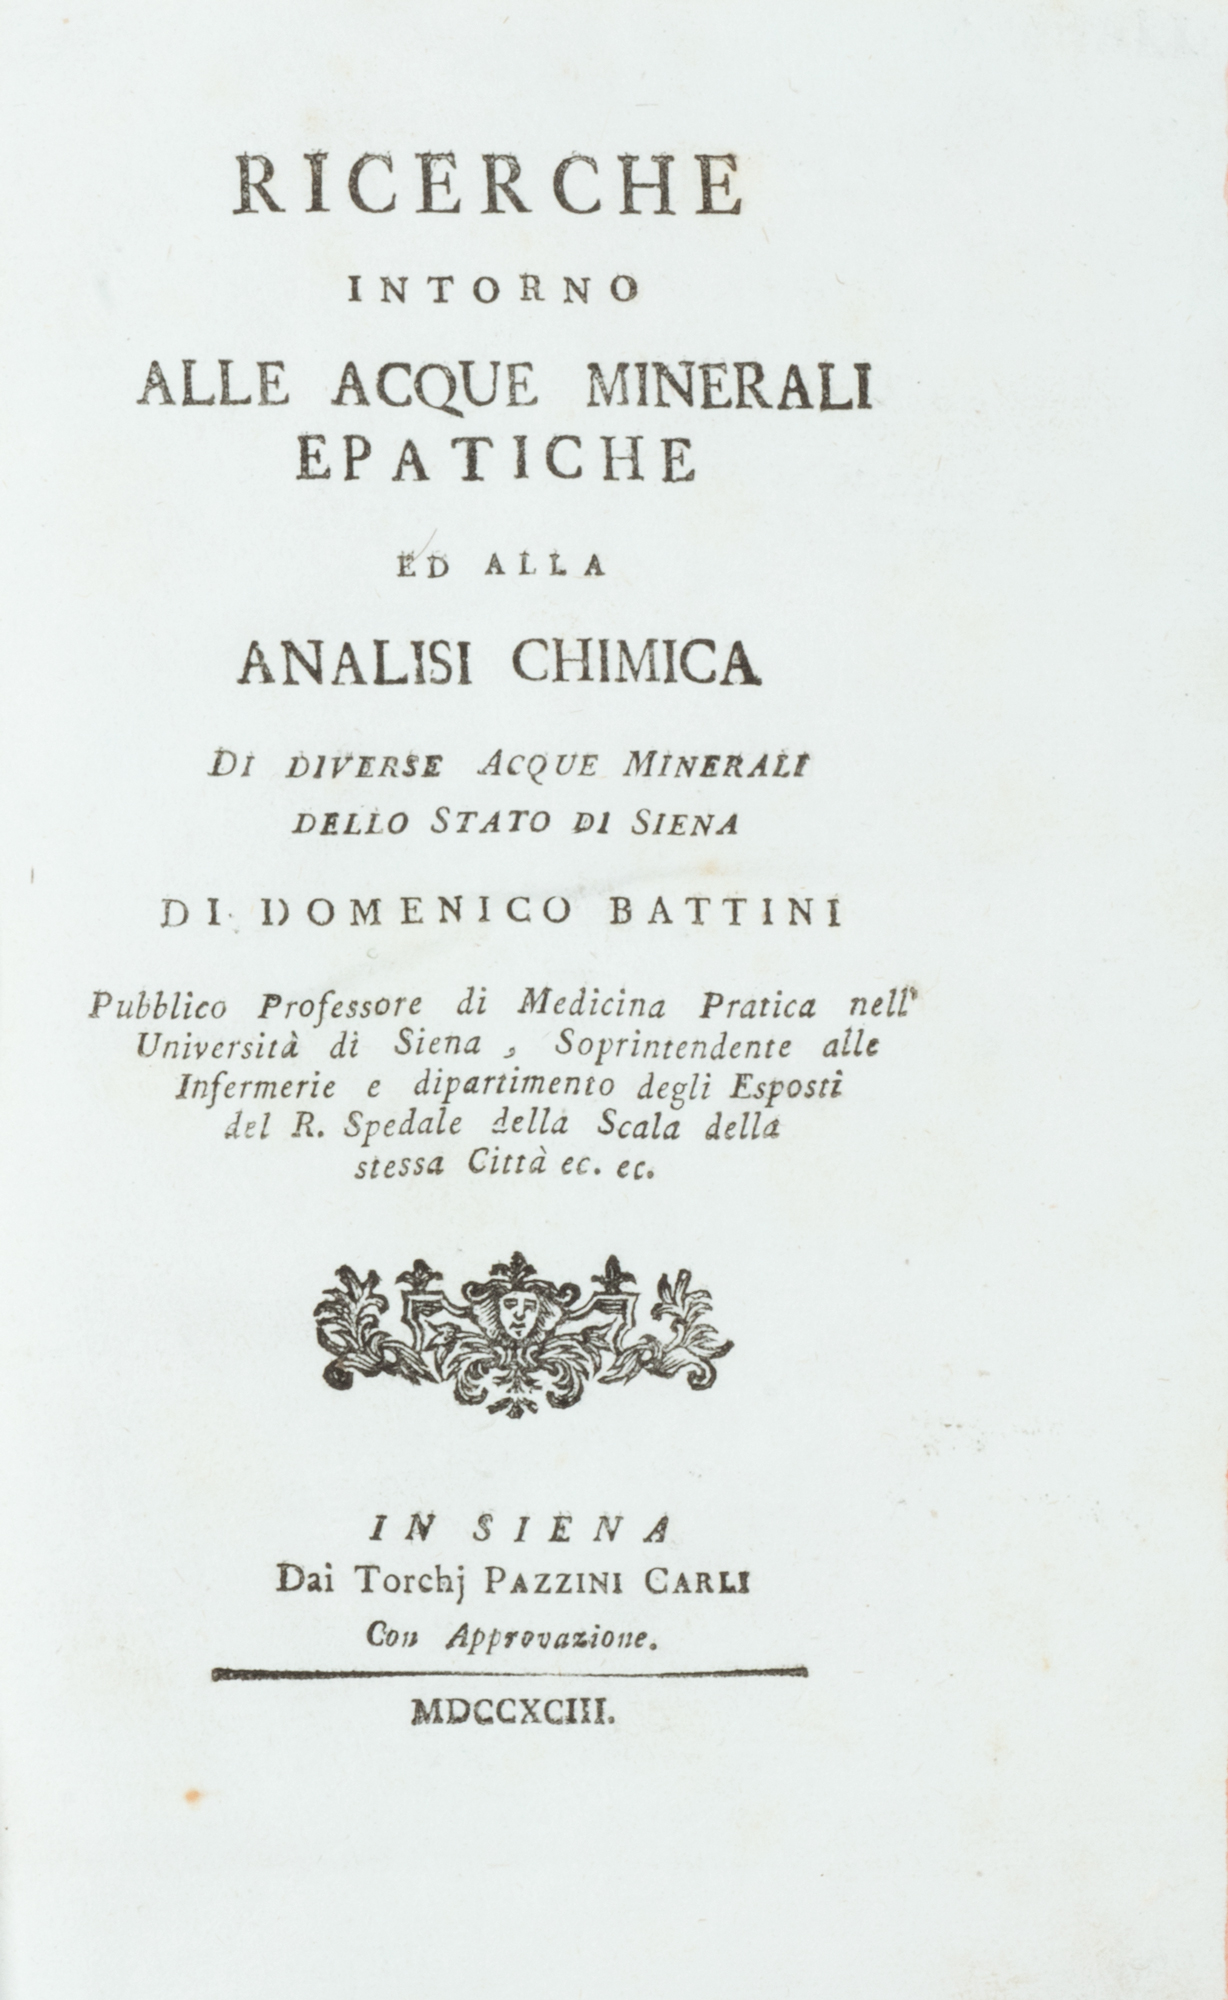 RICERCHE
INTORNO
ALLE ACQUE MINERALI
EPATICHE
ED ALLA
ANALISI CHIMICA
DI DIVERSE ACQUE MINERALI
DELLO STATO DI SIENA
DI DOMENICO BATTINI
Pubblico Professore di Medicina Pratica nell'
Università di Siena, Soprintendente alle
Infermerie e dipartimento degli Esposti
del R. Spedale della Scala della
stessa Città ec. ec.
IN SIENA
Dai Torchj PAZZINI CARLI
Con Approvazione.
MDCCXCIII.